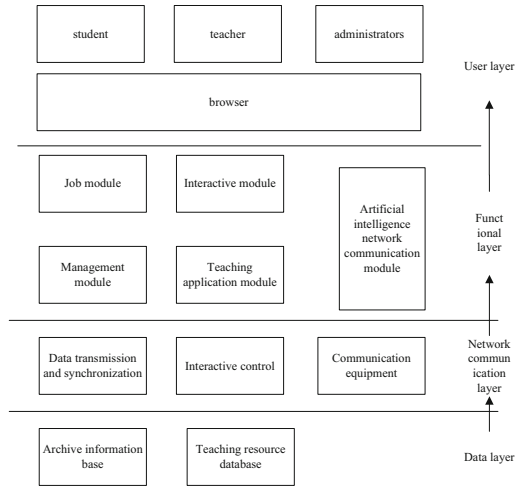 student
teacher
administrators
User layer
browser
Job module
Interactive module
Artificial
intelligence
network
communication
module
Funct
ional
layer
Management
module
Teaching
application module
Data transmission
and synchronization
Interactive control
Communication
equipment
Network
commun
ication
layer
Archive information
base
Teaching resource
database
Data layer